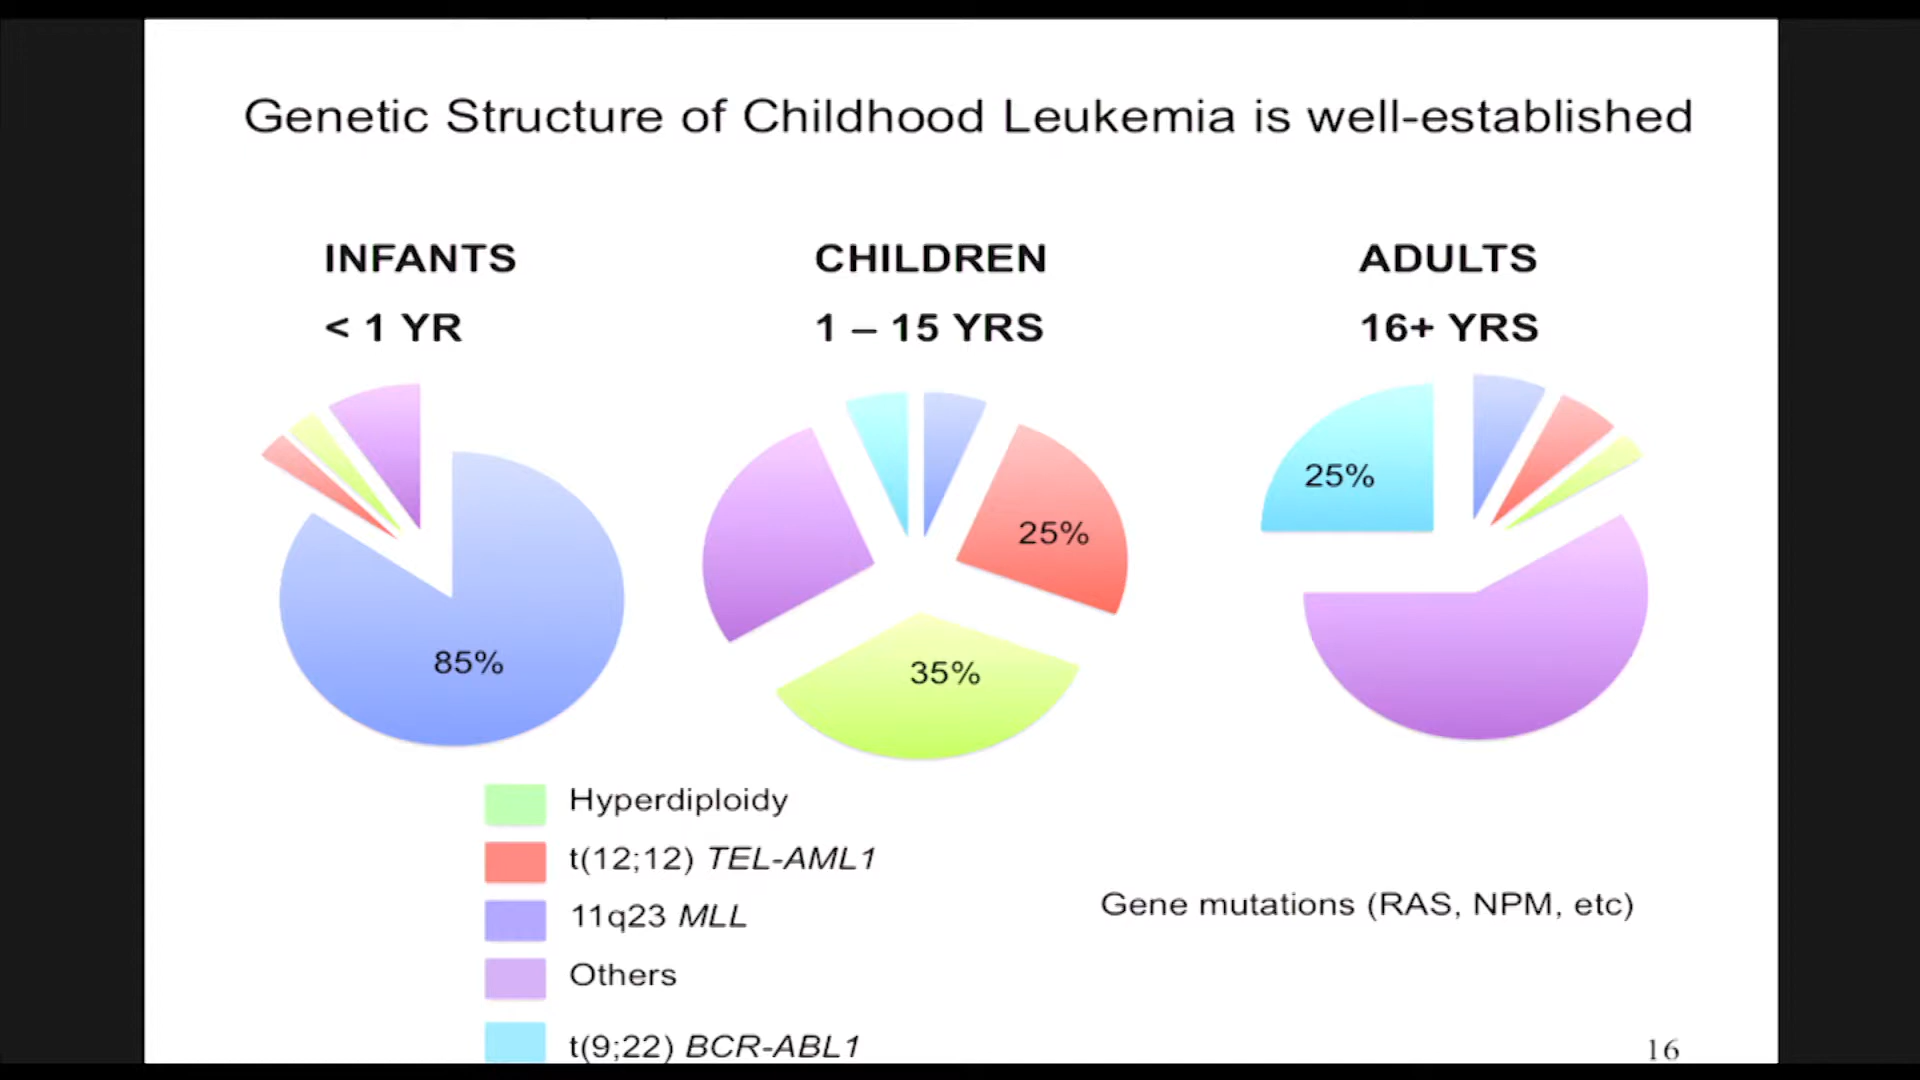 Genetic Structure of Childhood Leukemia is well-established
INFANTS
< 1 YR
CHILDREN
1 – 15 YRS
ADULTS
16+ YRS
85%
25%
35%
25%
Hyperdiploidy
t(12;12) TEL-AML1
11q23 MLL
Others
t(9;22) BCR-ABL1
Gene mutations (RAS, NPM, etc)
16